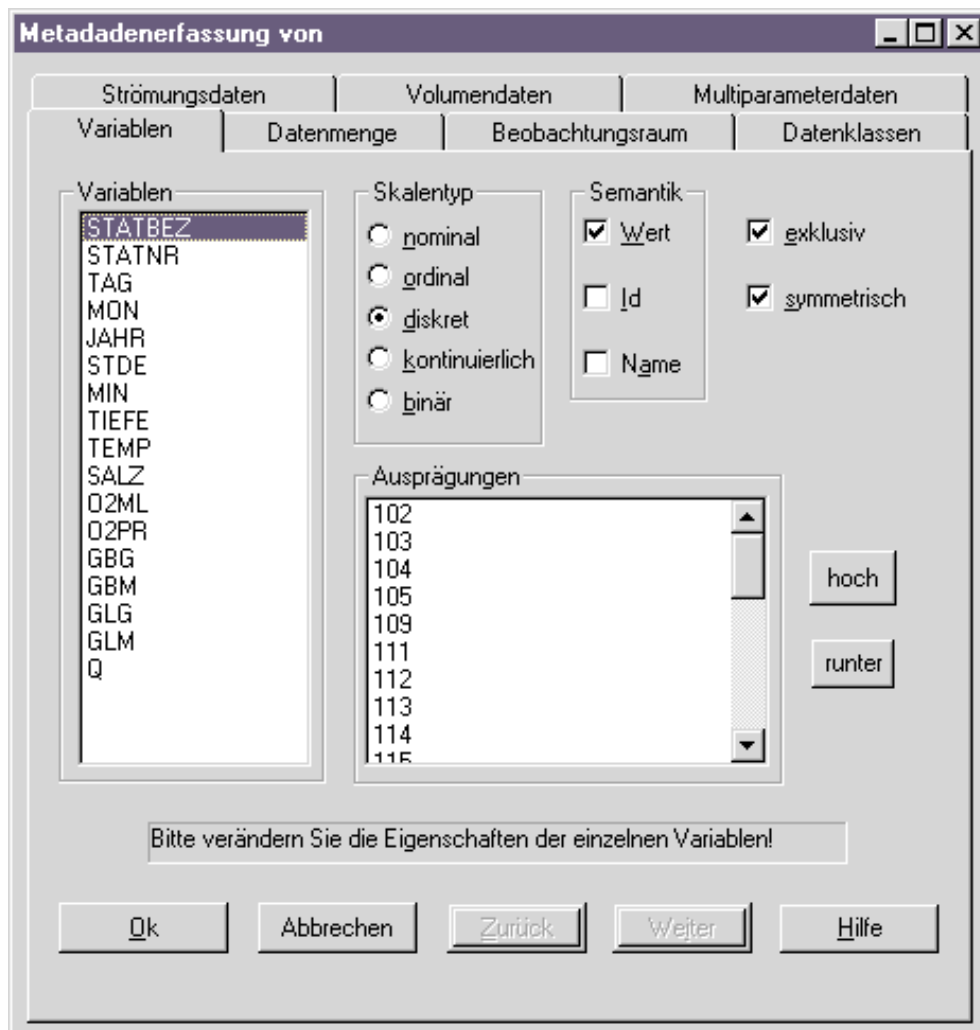 Metadadenerfassung von
Strömungsdaten
Volumendaten
Multiparameterdaten
Variablen
Datenmenge
Beobachtungsraum
Datenklassen
Variablen
STATBEZ
STATNR
TAG
MON
JAHR
STDE
MIN
TIEFE
TEMP
SALZ
O2ML
O2PR
GBG
GBM
GLG
GLM
Q
Skalentyp
nominal
ordinal
diskret
kontinuierlich
binär
Semantik
Wert
Id
Name
exklusiv
symmetrisch
Ausprägungen
102
103
104
105
109
111
112
113
114
115
hoch
runter
Bitte verändern Sie die Eigenschaften der einzelnen Variablen!
Ok
Abbrechen
Zurück
Weiter
Hilfe